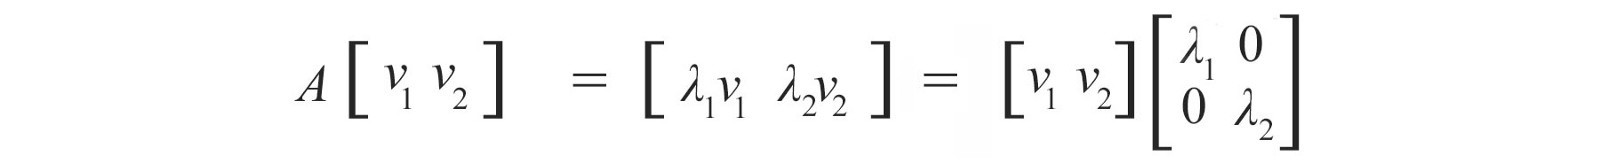 A [ v₁ v₂ ] = [ λ₁v₁ λ₂v₂ ] = [ v₁ v₂ ] [ λ₁ 0
0 λ₂ ]